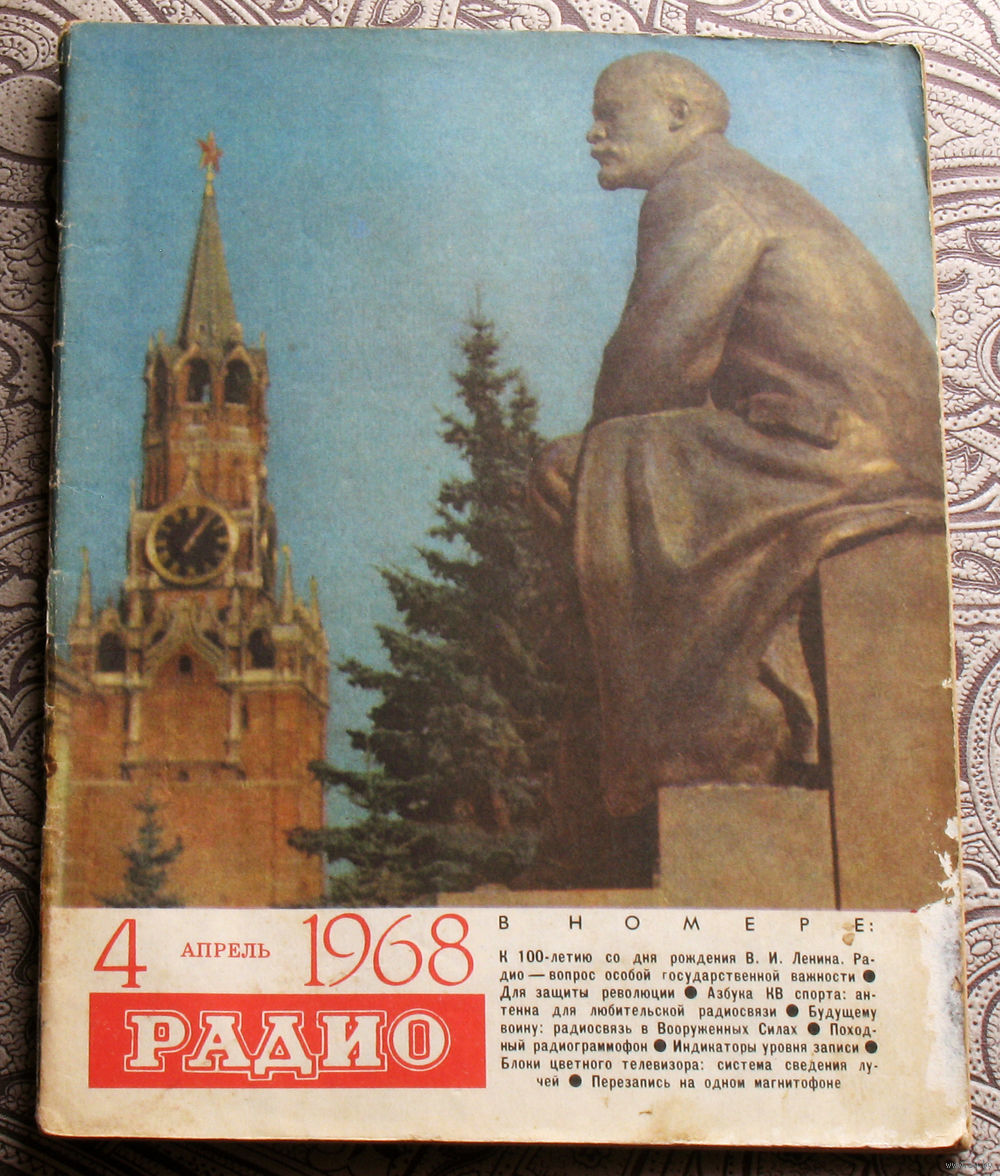 4 АПРЕЛЬ 1968
РАДИО
В НОМЕРЕ:
К 100-летию со дня рождения В. И. Ленина. Ра-
дио — вопрос особой государственной важности ●
Для защиты революции ● Азбука КВ спорта: ан-
тенна для любительской радиосвязи ● Будущему
воину: радиосвязь в Вооруженных Силах ● Поход-
ный радиограммофон ● Индикаторы уровня записи ●
Блоки цветного телевизора: система сведения лу-
чей ● Перезапись на одном магнитофоне